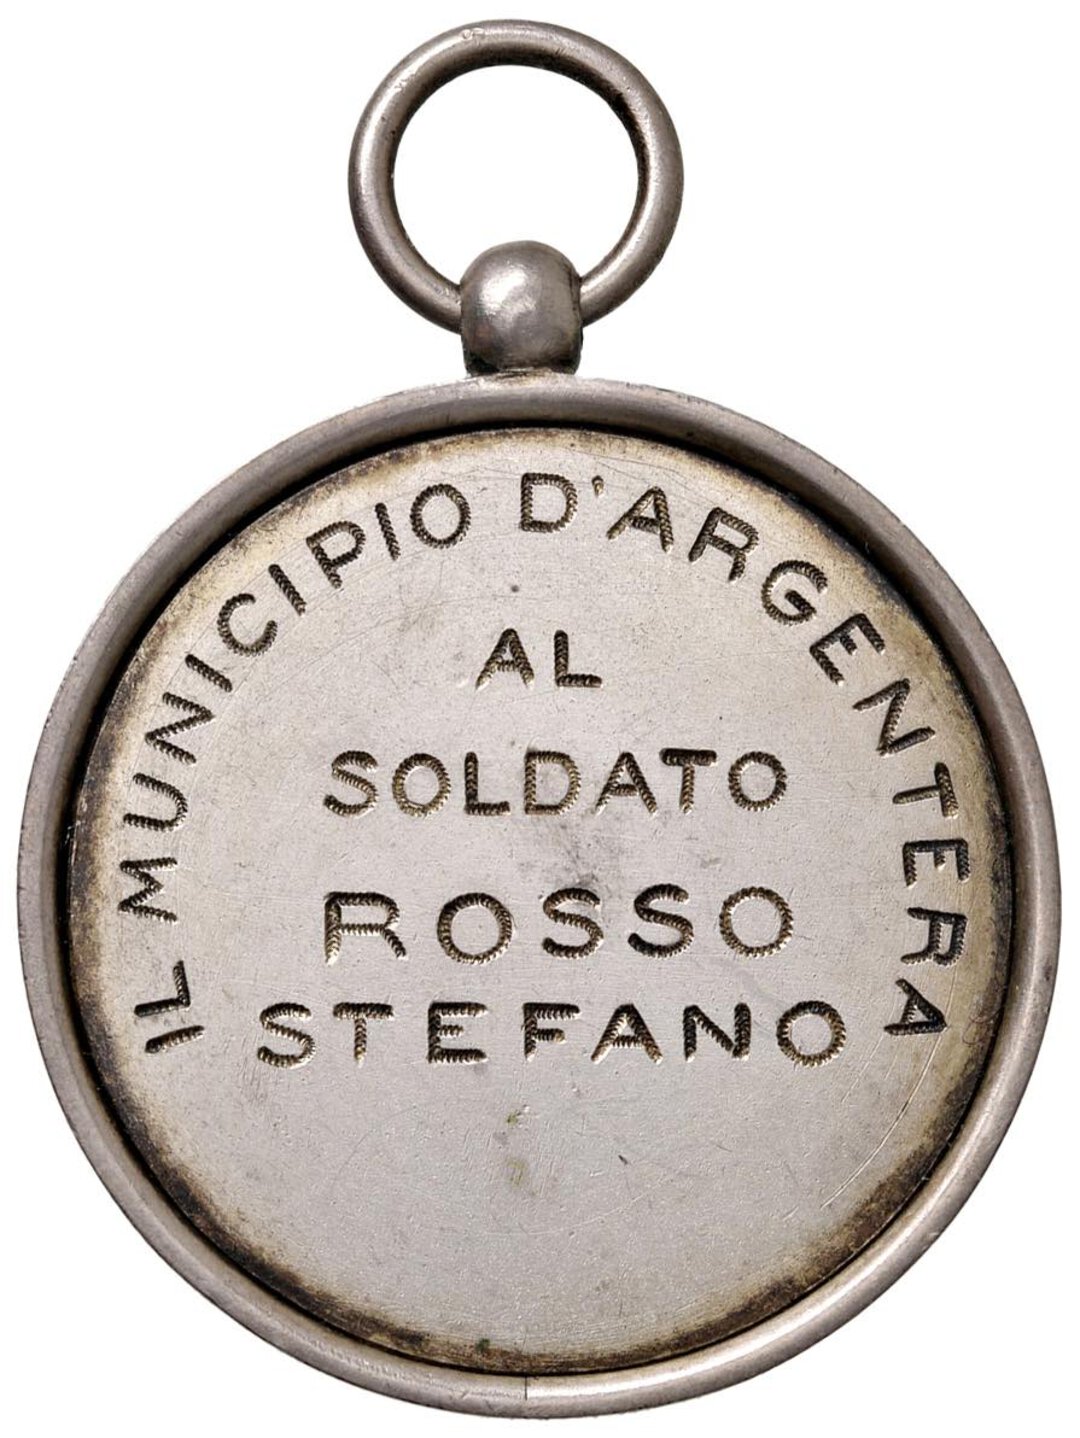 IL MUNICIPIO D'ARGENTERA
AL
SOLDATO
ROSSO
STEFANO